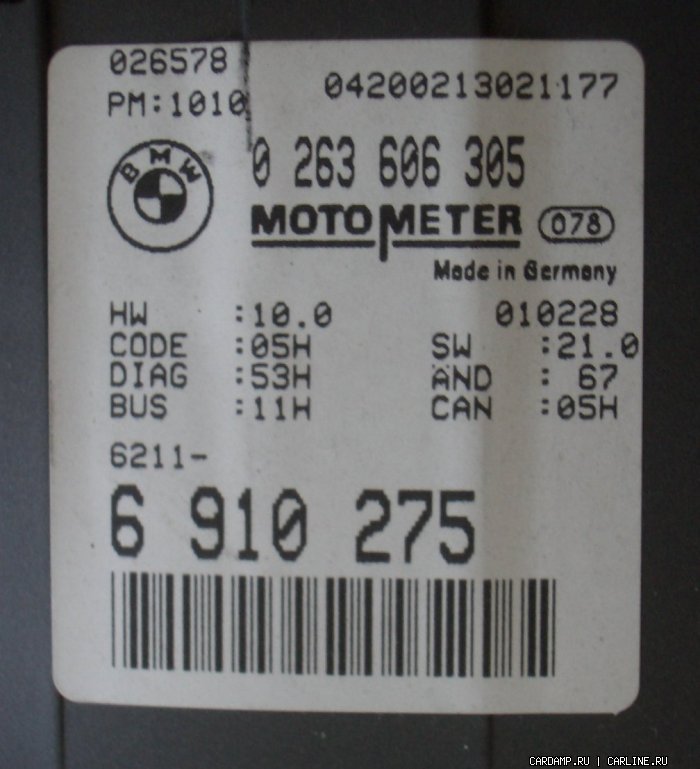 026578
04200213021177
PM:1010
BMW
0 263 606 305
MOTOMETER 078
Made in Germany
HW :10.0 010228
CODE :05H SW :21.0
DIAG :53H AND : 67
BUS :11H CAN :05H
6211-
6 910 275
CARDAMP.RU | CARLINE.RU